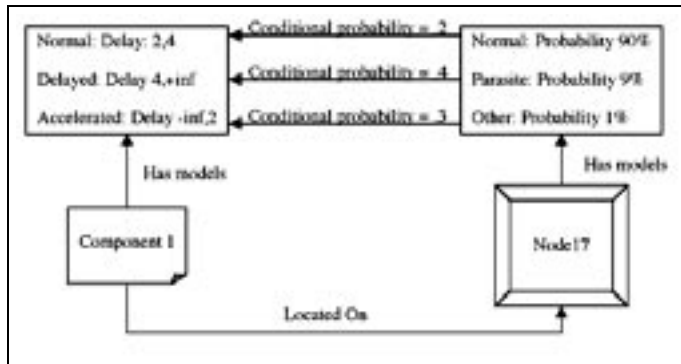 Normal: Delay: 2,4
Conditional probability = 2
Normal: Probability 90%
Delayed: Delay 4,+inf
Conditional probability = 4
Parasite: Probability 9%
Accelerated: Delay -inf,2
Conditional probability = 3
Other: Probability 1%
Has models
Has models
Component 1
Node17
Located On